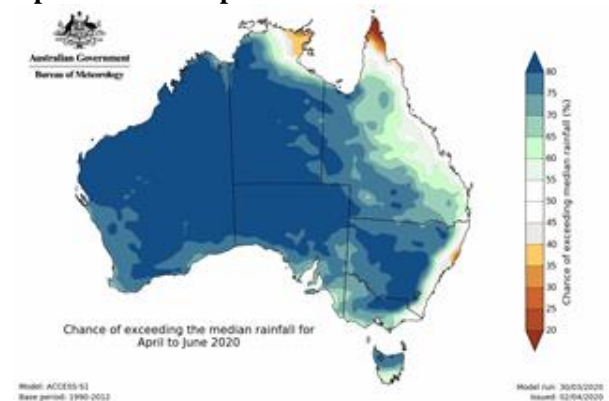 Australian Government
Bureau of Meteorology
80
75
70
65
60
55
50
45
40
35
30
25
20
Chance of exceeding median rainfall (%)
Chance of exceeding the median rainfall for
April to June 2020
Model: ACCESS-S1
Base period: 1990-2012
Model run: 30/03/2020
Issued: 02/04/2020